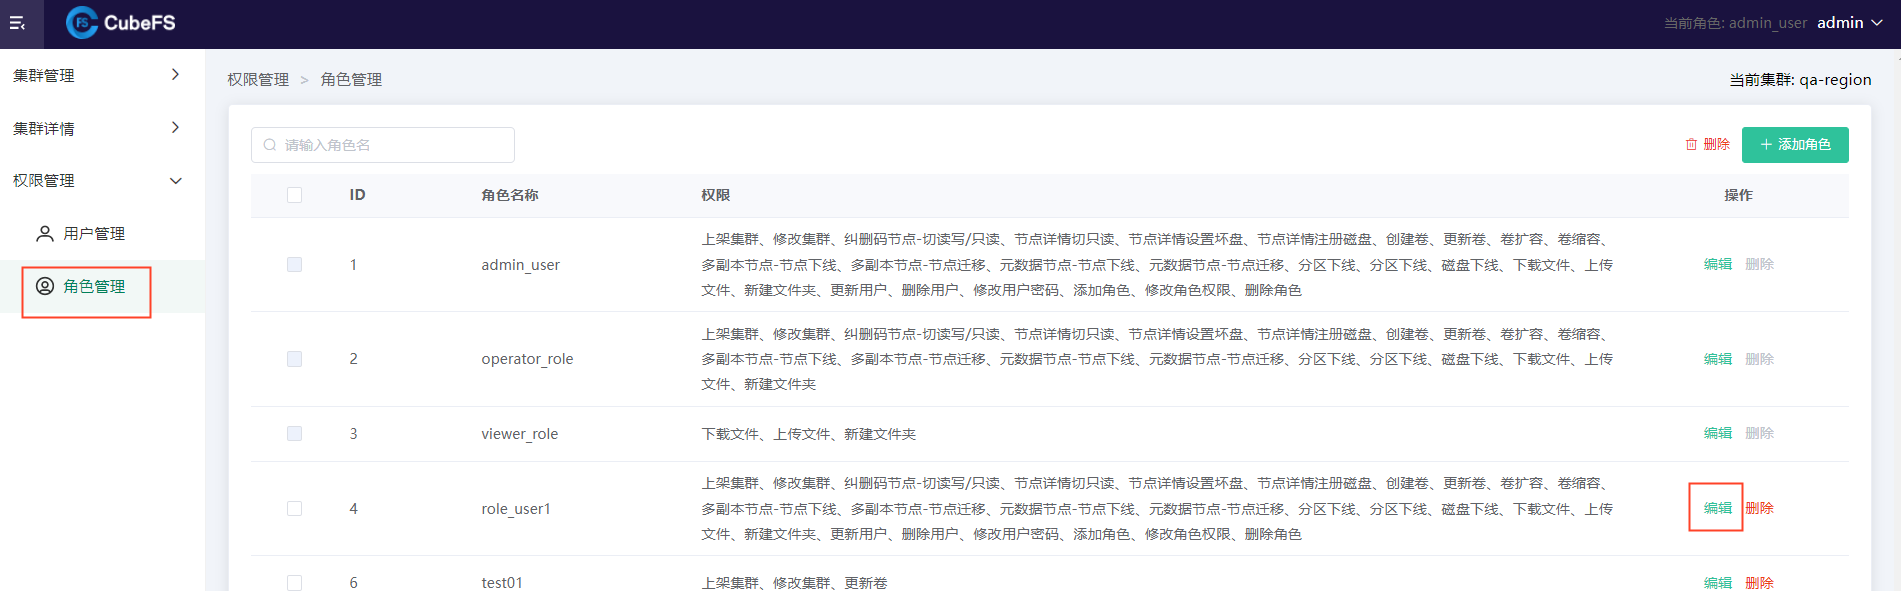 CubeFS
当前角色: admin_user admin
集群管理
集群详情
权限管理
用户管理
角色管理
权限管理 > 角色管理
当前集群: qa-region
请输入角色名
删除
添加角色
ID 角色名称 权限 操作
1 admin_user
上架集群、修改集群、纠删码节点-切读写/只读、节点详情切只读、节点详情设置坏盘、节点详情注册磁盘、创建卷、更新卷、卷扩容、卷缩容、
多副本节点-节点下线、多副本节点-节点迁移、元数据节点-节点下线、元数据节点-节点迁移、分区下线、分区下线、磁盘下线、下载文件、上传
文件、新建文件夹、更新用户、删除用户、修改用户密码、添加角色、修改角色权限、删除角色
编辑 删除
2 operator_role
上架集群、修改集群、纠删码节点-切读写/只读、节点详情切只读、节点详情设置坏盘、节点详情注册磁盘、创建卷、更新卷、卷扩容、卷缩容、
多副本节点-节点下线、多副本节点-节点迁移、元数据节点-节点下线、元数据节点-节点迁移、分区下线、分区下线、磁盘下线、下载文件、上传
文件、新建文件夹
编辑 删除
3 viewer_role 下载文件、上传文件、新建文件夹 编辑 删除
4 role_user1
上架集群、修改集群、纠删码节点-切读写/只读、节点详情切只读、节点详情设置坏盘、节点详情注册磁盘、创建卷、更新卷、卷扩容、卷缩容、
多副本节点-节点下线、多副本节点-节点迁移、元数据节点-节点下线、元数据节点-节点迁移、分区下线、分区下线、磁盘下线、下载文件、上传
文件、新建文件夹、更新用户、删除用户、修改用户密码、添加角色、修改角色权限、删除角色
编辑 删除
6 test01 上架集群、修改集群、更新卷 编辑 删除